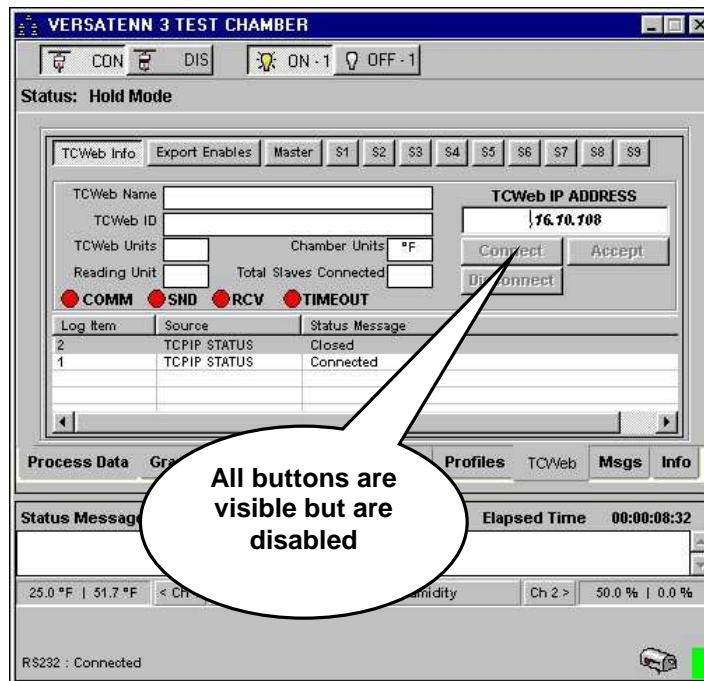 VERSATENN 3 TEST CHAMBER
CON DIS ON - 1 OFF - 1
Status: Hold Mode
TCWeb Info Export Enables Master S1 S2 S3 S4 S5 S6 S7 S8 S9
TCWeb Name
TCWeb ID
TCWeb Units Chamber Units °F
Reading Unit Total Slaves Connected
COMM SND RCV TIMEOUT
TCWeb IP ADDRESS
16.10.108
Connect Accept
Disconnect
Log Item Source Status Message
2 TCPIP STATUS Closed
1 TCPIP STATUS Connected
Process Data Profiles TCWeb Msgs Info
All buttons are
visible but are
disabled
Status Message Elapsed Time 00:00:08:32
25.0 °F | 51.7 °F < Ch Ch 2 > 50.0 % | 0.0 %
RS232 : Connected